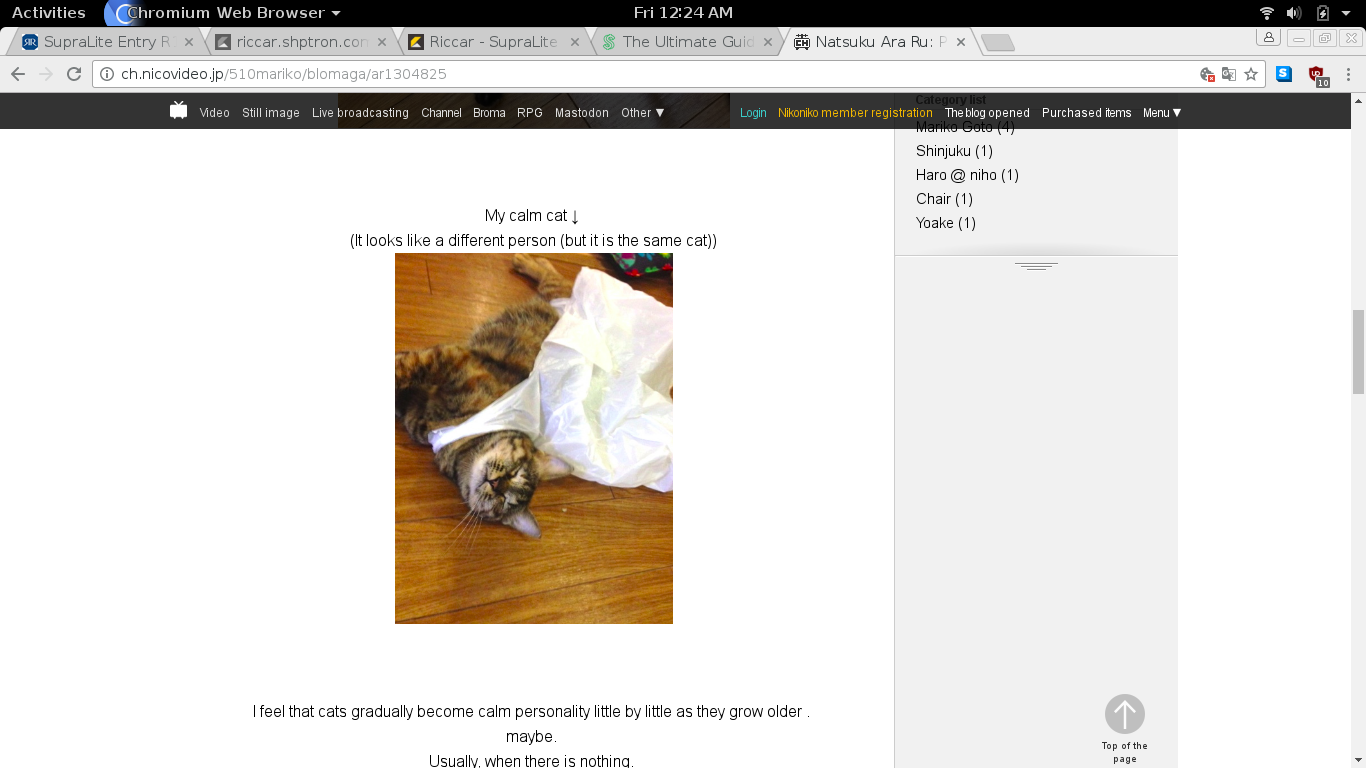 Activities Chromium Web Browser Fri 12:24 AM
SupraLite Entry R riccar.shptron.con Riccar - SupraLite The Ultimate Guid Natsuku Ara Ru: P
ch.nicovideo.jp/510mariko/blomaga/ar1304825
10
Video Still image Live broadcasting Channel Broma RPG Mastodon Other ▼ Login Nikoniko member registration The blog opened Purchased items Menu ▼
Category list
Mariko Goto (4)
Shinjuku (1)
Haro @ niho (1)
Chair (1)
Yoake (1)
My calm cat ↓
(It looks like a different person (but it is the same cat))
I feel that cats gradually become calm personality little by little as they grow older .
maybe.
Usually, when there is nothing.
Top of the
page